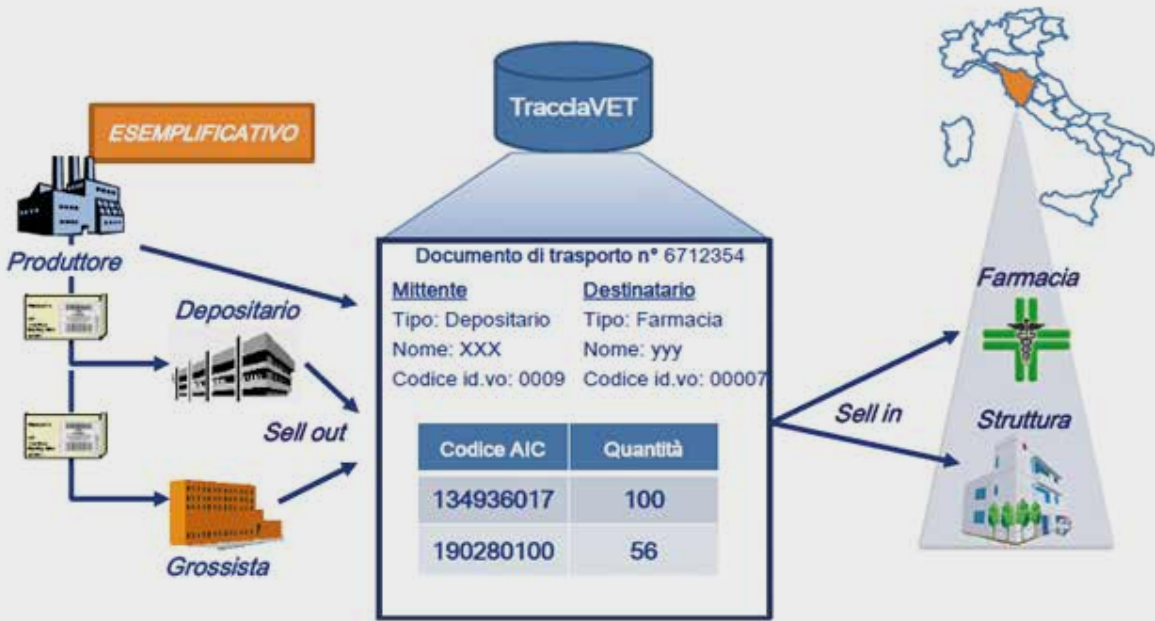 TracciaVET
ESEMPLIFICATIVO
Produttore
Depositario
Sell out
Grossista
Documento di trasporto n° 6712354
Mittente
Tipo: Depositario
Nome: XXX
Codice id.vo: 0009
Destinatario
Tipo: Farmacia
Nome: yyy
Codice id.vo: 00007
Codice AIC Quantità
134936017 100
190280100 56
Sell in
Farmacia
Struttura